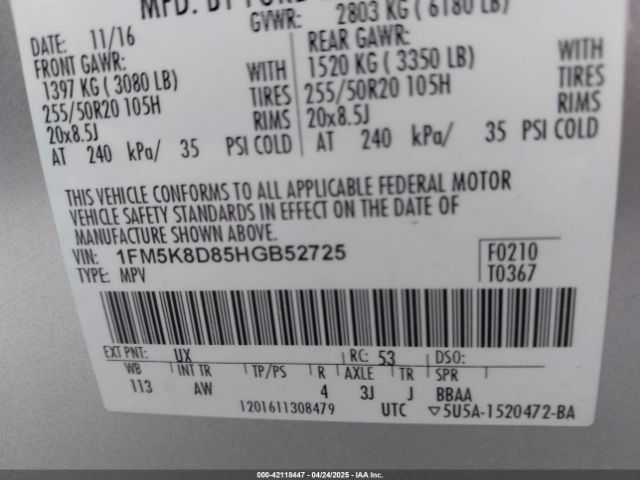 MFD. BY FORD
GVWR: 2803 KG ( 6180 LB)
DATE: 11/16
FRONT GAWR:
1397 KG ( 3080 LB) WITH
255/50R20 105H TIRES
20x8.5J RIMS
AT 240 kPa/ 35 PSI COLD
REAR GAWR:
1520 KG ( 3350 LB) WITH
255/50R20 105H TIRES
20x8.5J RIMS
AT 240 kPa/ 35 PSI COLD
THIS VEHICLE CONFORMS TO ALL APPLICABLE FEDERAL MOTOR
VEHICLE SAFETY STANDARDS IN EFFECT ON THE DATE OF
MANUFACTURE SHOWN ABOVE.
VIN: 1FM5K8D85HGB52725 F0210
TYPE: MPV T0367
EXT PNT: UX RC: 53 DSO:
WB INT TR TP/PS R AXLE TR SPR
113 AW 4 3J J BBAA
1201611308479 UTC ▽5U5A-1520472-BA
000-42118447 - 04/24/2025 - IAAI.COM